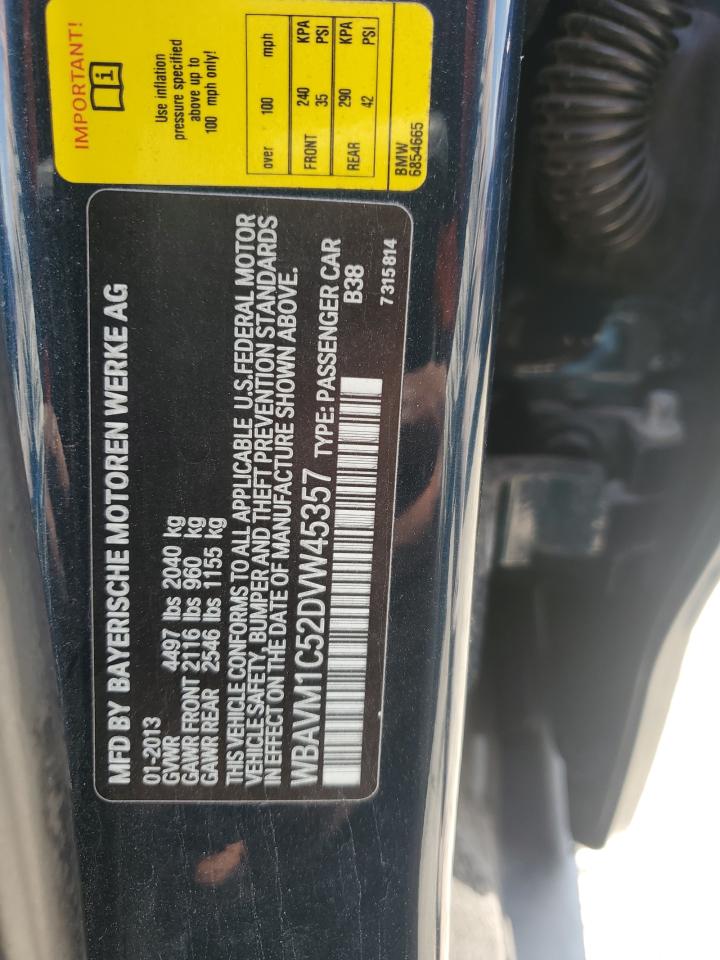 IMPORTANT!
i
Use inflation
pressure specified
above up to
100 mph only!
over 100 mph
FRONT 240 KPA
35 PSI
REAR 290 KPA
42 PSI
BMW
6854665
MFD BY BAYERISCHE MOTOREN WERKE AG
01-2013
GVWR 4497 lbs 2040 kg
GAWR FRONT 2116 lbs 960 kg
GAWR REAR 2546 lbs 1155 kg
THIS VEHICLE CONFORMS TO ALL APPLICABLE U.S.FEDERAL MOTOR
VEHICLE SAFETY, BUMPER AND THEFT PREVENTION STANDARDS
IN EFFECT ON THE DATE OF MANUFACTURE SHOWN ABOVE.
WBAVM1C52DVW45357 TYPE: PASSENGER CAR
B38
7315814